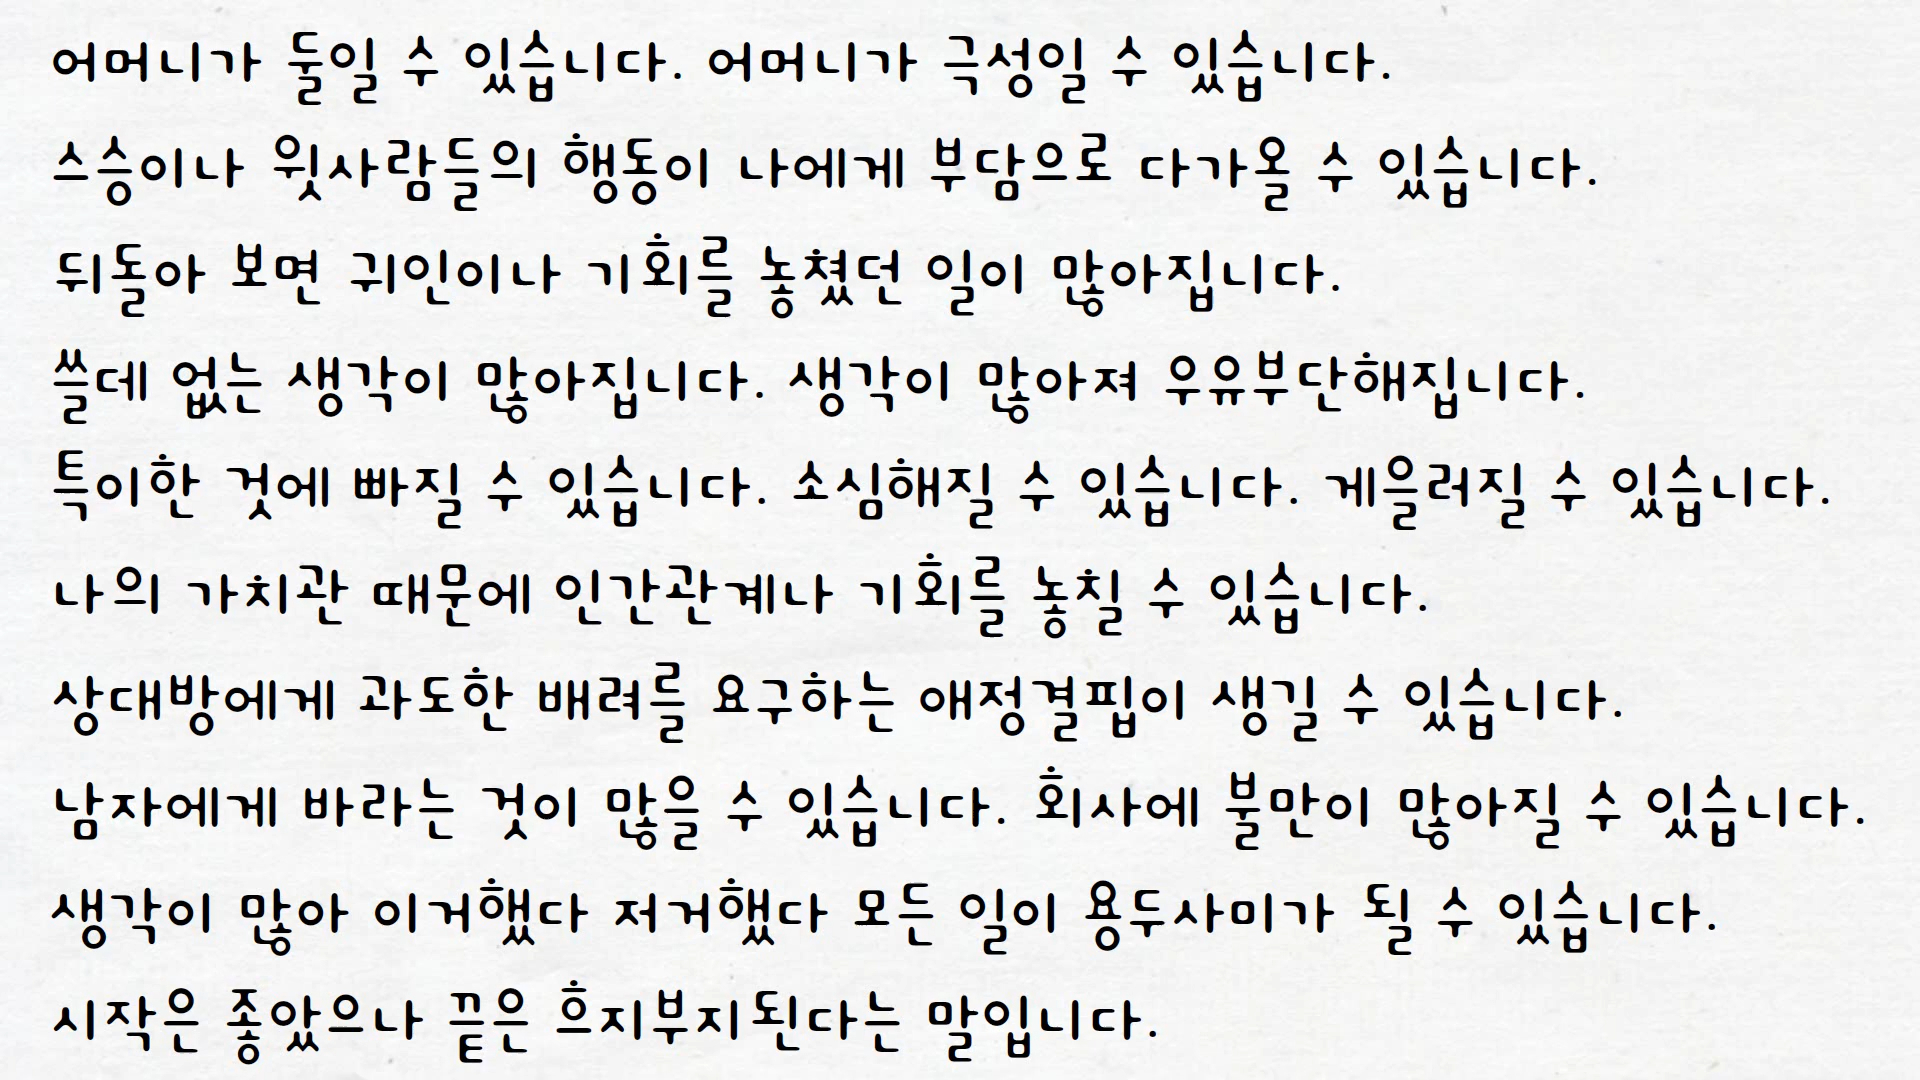 어머니가 둘일 수 있습니다. 어머니가 극성일 수 있습니다.
스승이나 윗사람들의 행동이 나에게 부담으로 다가올 수 있습니다.
뒤돌아 보면 귀인이나 기회를 놓쳤던 일이 많아집니다.
쓸데 없는 생각이 많아집니다. 생각이 많아져 우유부단해집니다.
특이한 것에 빠질 수 있습니다. 소심해질 수 있습니다. 게을러질 수 있습니다.
나의 가치관 때문에 인간관계나 기회를 놓칠 수 있습니다.
상대방에게 과도한 배려를 요구하는 애정결핍이 생길 수 있습니다.
남자에게 바라는 것이 많을 수 있습니다. 회사에 불만이 많아질 수 있습니다.
생각이 많아 이거했다 저거했다 모든 일이 용두사미가 될 수 있습니다.
시작은 좋았으나 끝은 흐지부지된다는 말입니다.